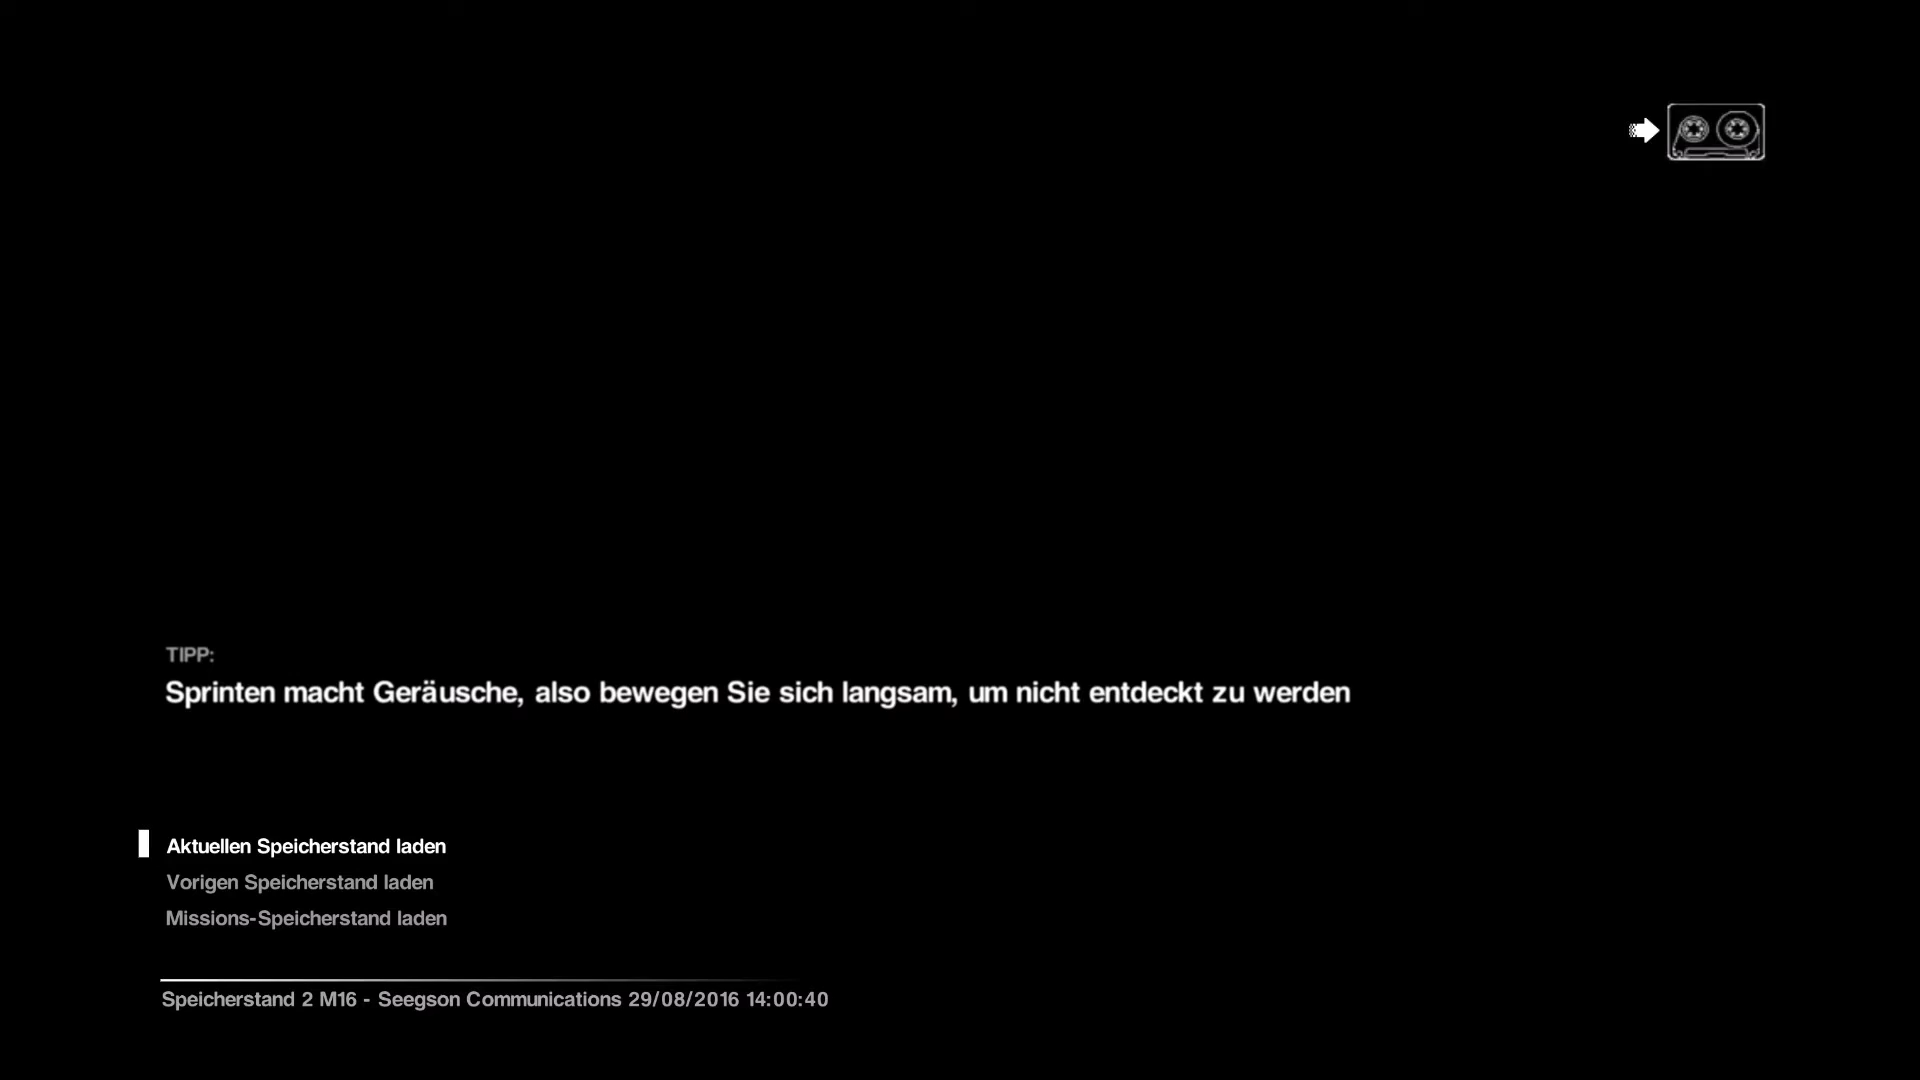 TIPP:
Sprinten macht Geräusche, also bewegen Sie sich langsam, um nicht entdeckt zu werden
Aktuellen Speicherstand laden
Vorigen Speicherstand laden
Missions-Speicherstand laden
Speicherstand 2 M16 - Seegson Communications 29/08/2016 14:00:40